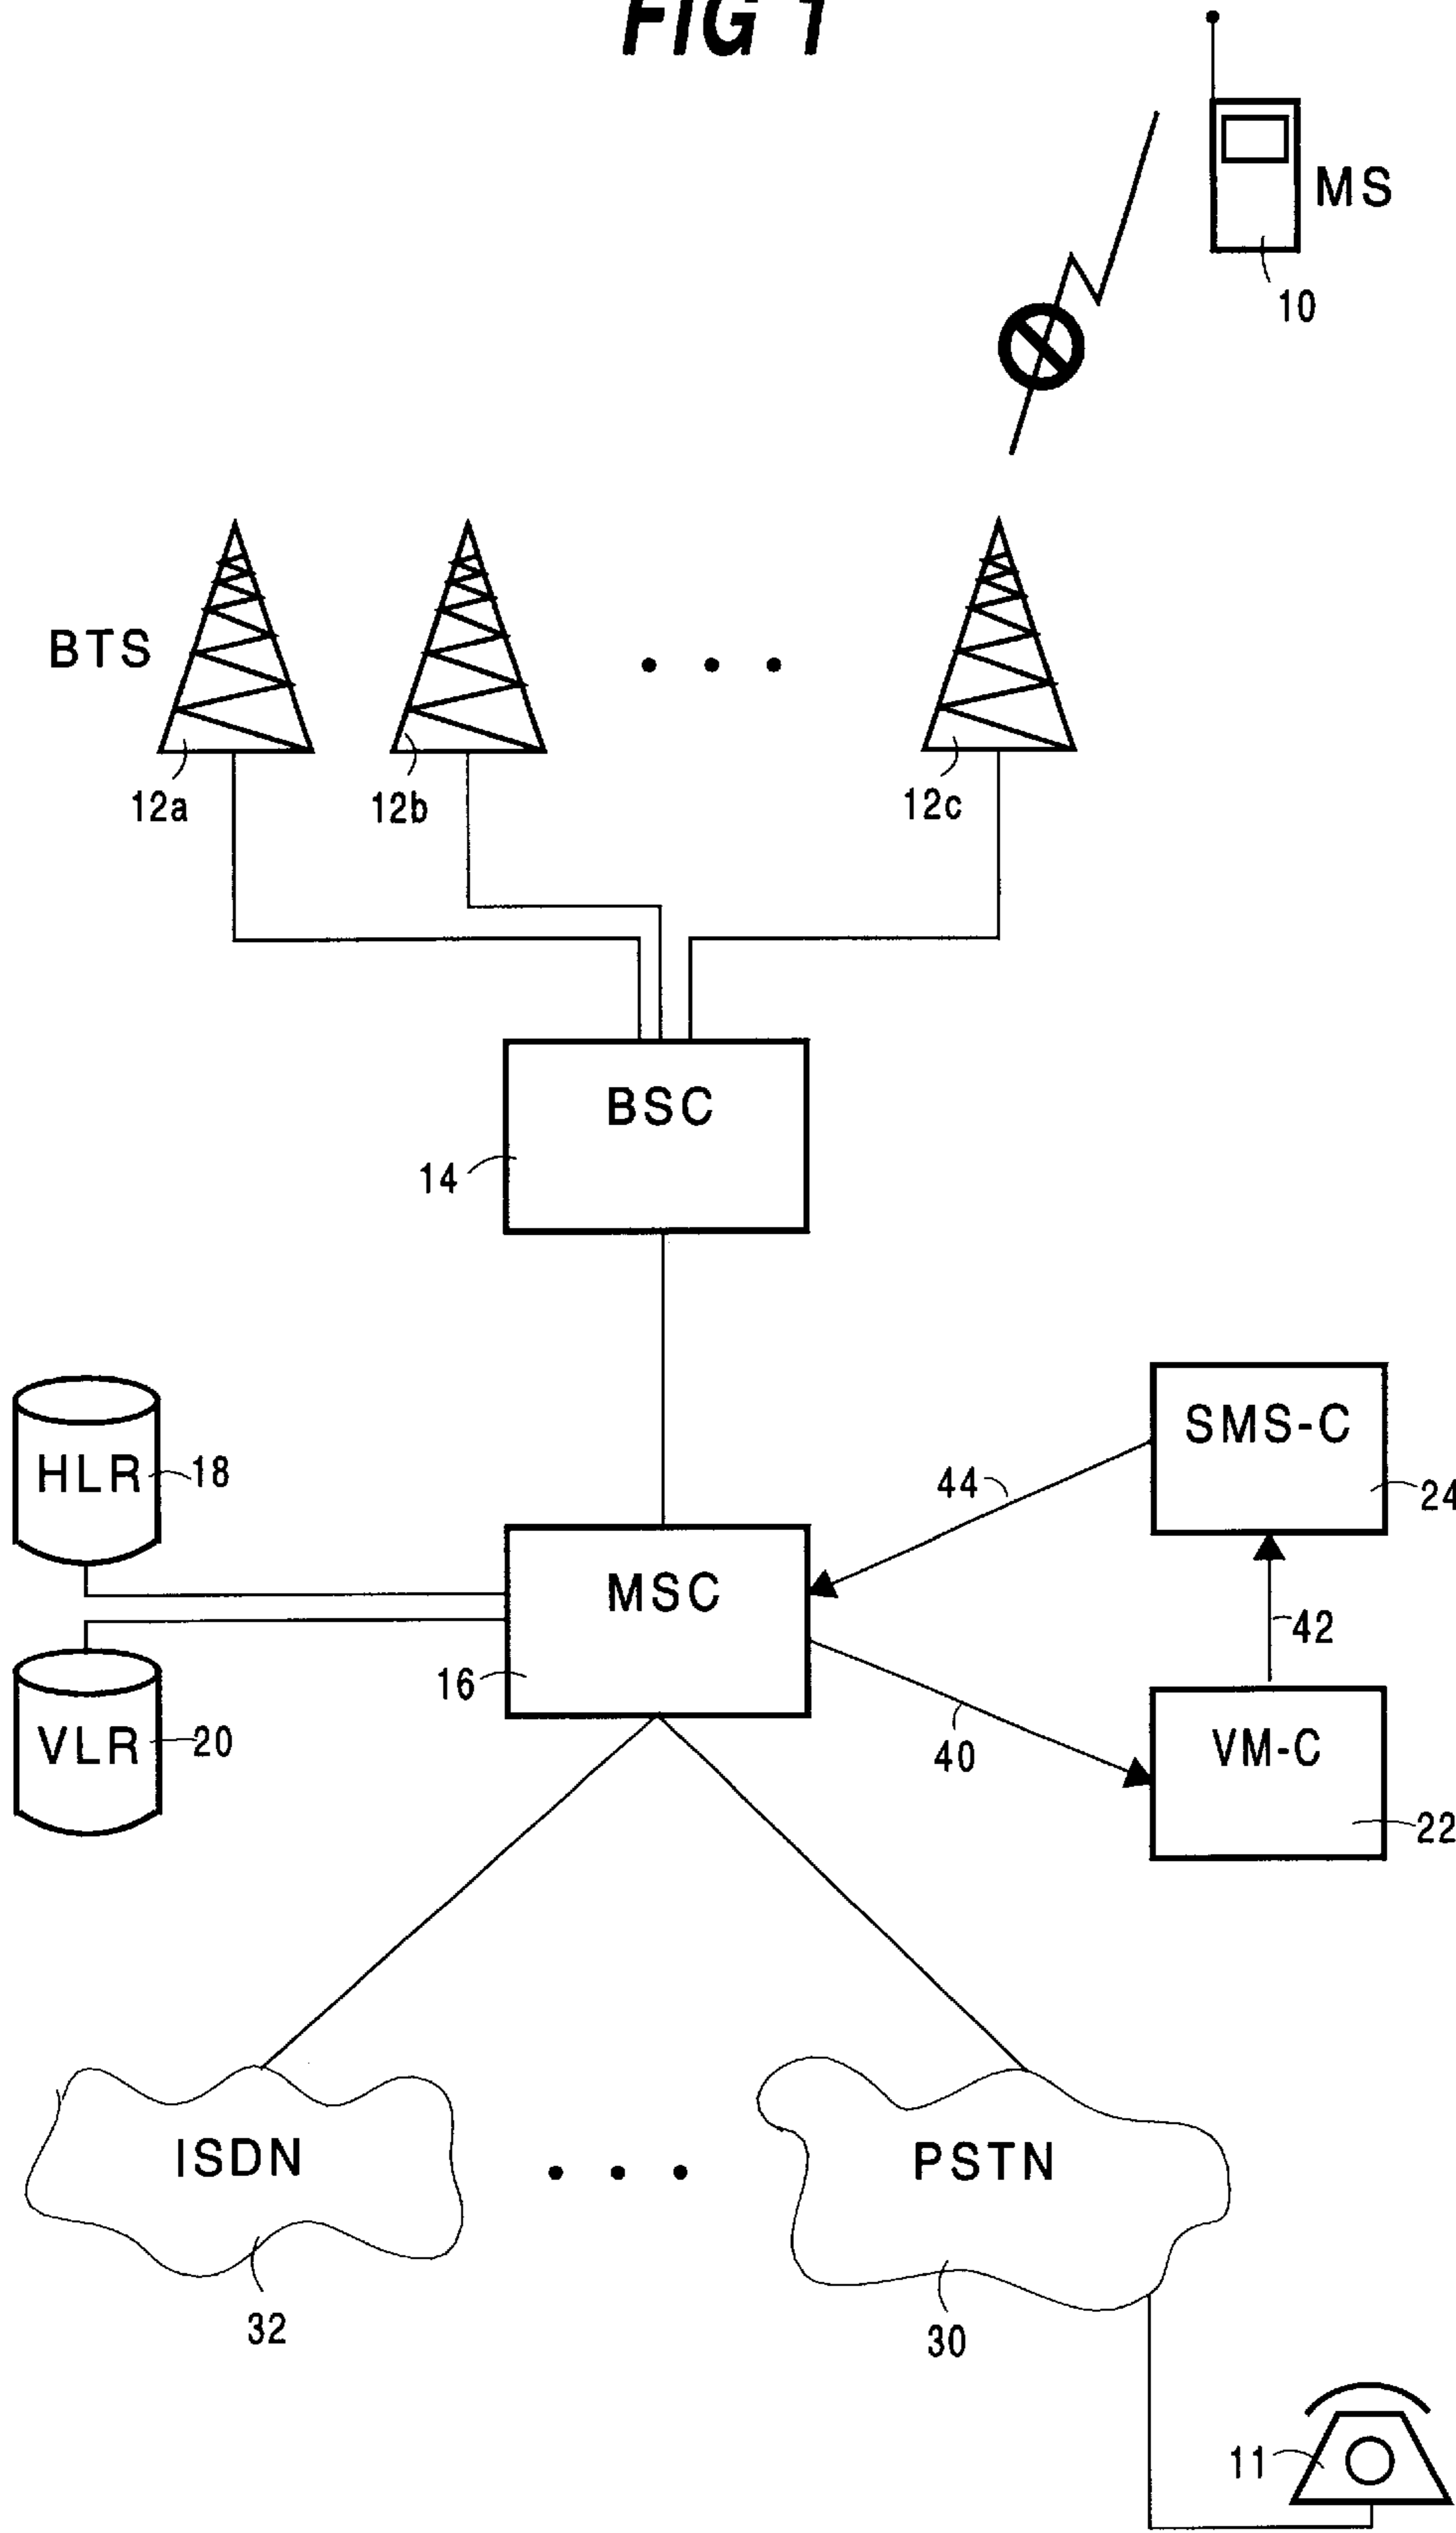 FIG 1
MS
10
BTS
12a
12b
12c
BSC
14
SMS-C
HLR
18
44
24
MSC
42
16
VLR
20
40
VM-C
22
ISDN
PSTN
32
30
11